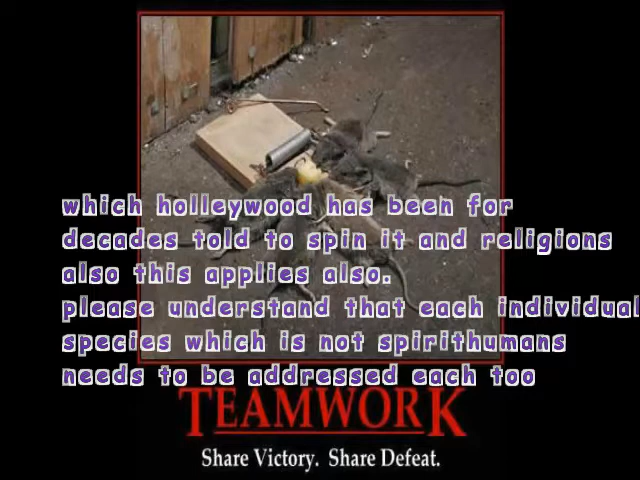 which holleywood has been for
decades told to spin it and religions
also this applies also.
please understand that each individual
species which is not spirithumans
needs to be addressed each too
TEAMWORK
Share Victory. Share Defeat.